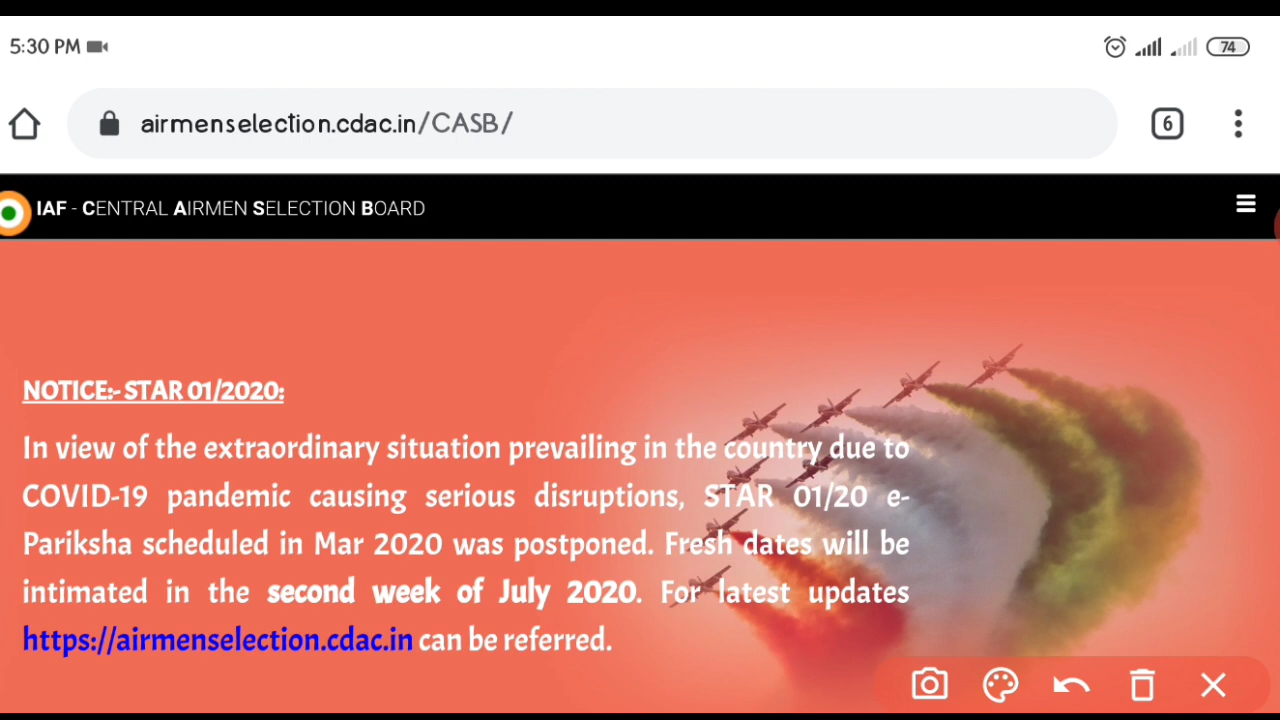 5:30 PM
74
airmenselection.cdac.in/CASB/
6
IAF - CENTRAL AIRMEN SELECTION BOARD
NOTICE:- STAR 01/2020:
In view of the extraordinary situation prevailing in the country due to
COVID-19 pandemic causing serious disruptions, STAR 01/20 e-
Pariksha scheduled in Mar 2020 was postponed. Fresh dates will be
intimated in the second week of July 2020. For latest updates
https://airmenselection.cdac.in can be referred.